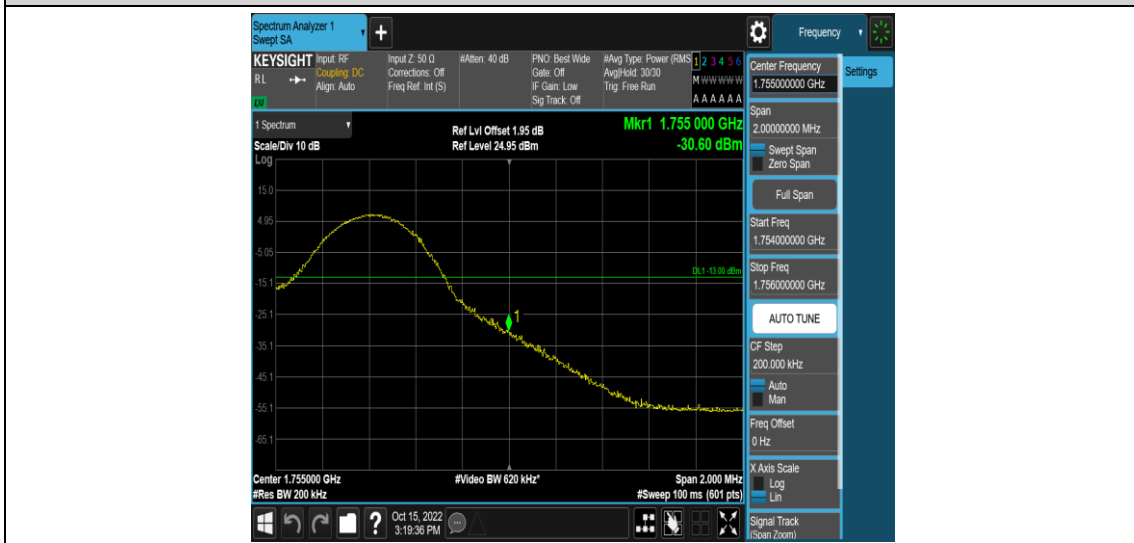 Spectrum Analyzer 1
Swept SA
Frequency
KEYSIGHT
RL
LNI
Input: RF
Coupling: DC
Align: Auto
Input Z: 50 Ω
Corrections: Off
Freq Ref: Int (S)
#Atten: 40 dB
PNO: Best Wide
Gate: Off
IF Gain: Low
Sig Track: Off
#Avg Type: Power (RMS
Avg|Hold: 30/30
Trig: Free Run
1 2 3 4 5 6
M W W W W W
A A A A A A
1 Spectrum
Scale/Div 10 dB
Ref Lvl Offset 1.95 dB
Ref Level 24.95 dBm
Mkr1 1.755 000 GHz
-30.60 dBm
Log
15.0
4.95
-5.05
-15.1
-25.1
-35.1
-45.1
-55.1
-65.1
DL1 -13.00 dBm
1
Center 1.755000 GHz
#Res BW 200 kHz
#Video BW 620 kHz*
Span 2.000 MHz
#Sweep 100 ms (601 pts)
Center Frequency
1.755000000 GHz
Settings
Span
2.00000000 MHz
Swept Span
Zero Span
Full Span
Start Freq
1.754000000 GHz
Stop Freq
1.756000000 GHz
AUTO TUNE
CF Step
200.000 kHz
Auto
Man
Freq Offset
0 Hz
X Axis Scale
Log
Lin
Signal Track
(Span Zoom)
?
Oct 15, 2022
3:19:36 PM